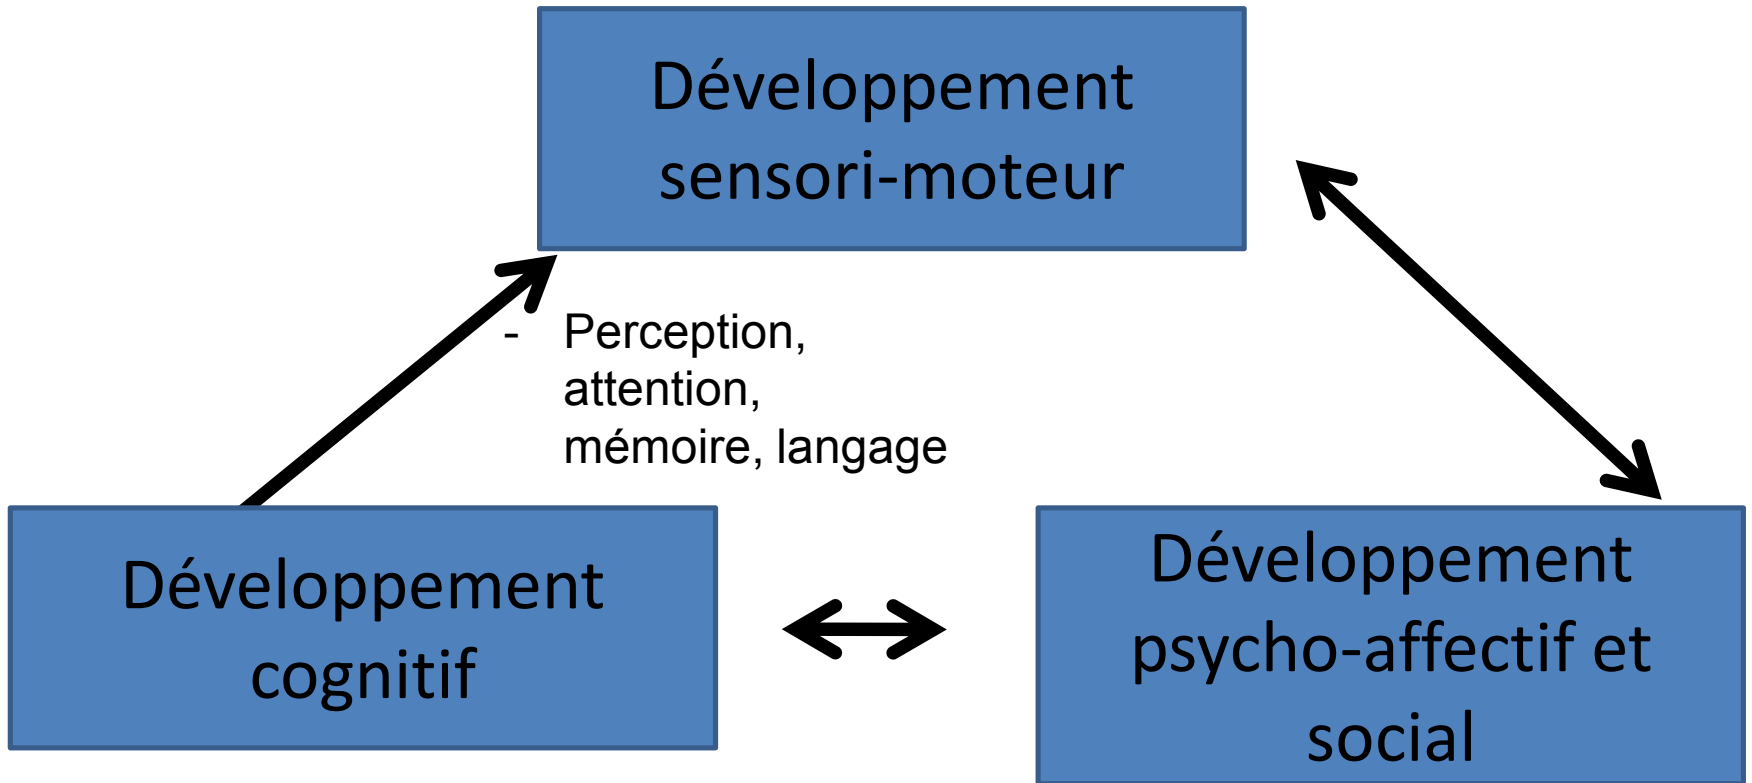 Développement
sensori-moteur
- Perception,
attention,
mémoire, langage
Développement
cognitif
Développement
psycho-affectif et
social